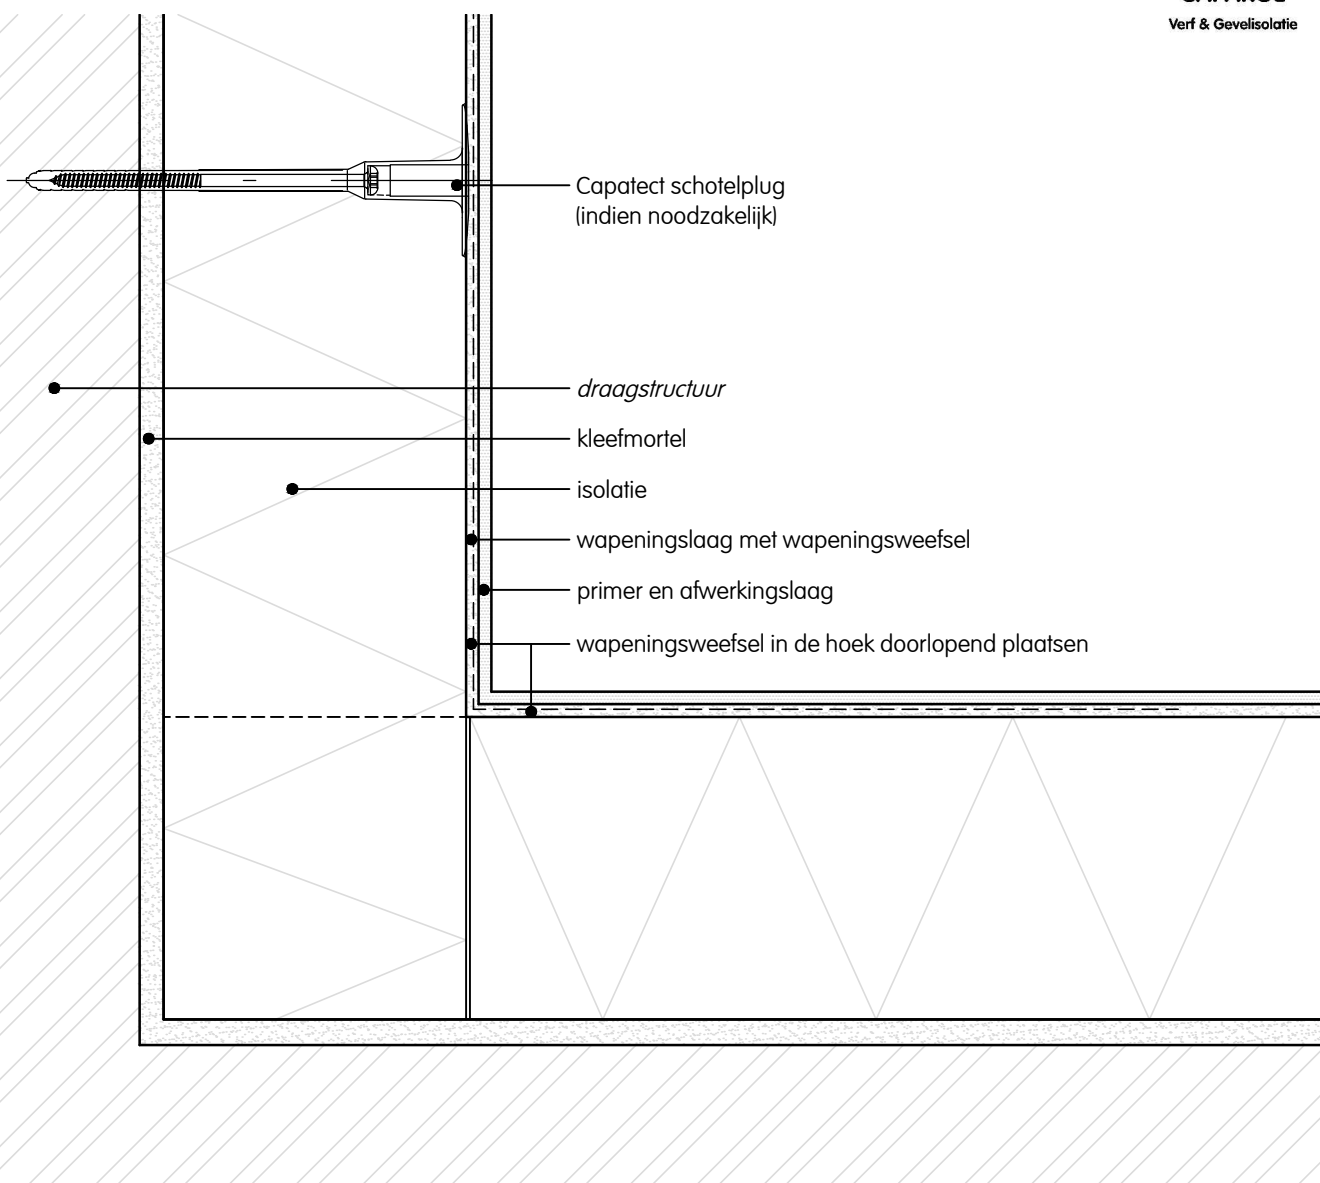 Verf & Gevelisolatie
Capatect schotelplug
(indien noodzakelijk)
draagstructuur
kleefmortel
isolatie
wapeningslaag met wapeningsweefsel
primer en afwerkingslaag
wapeningsweefsel in de hoek doorlopend plaatsen